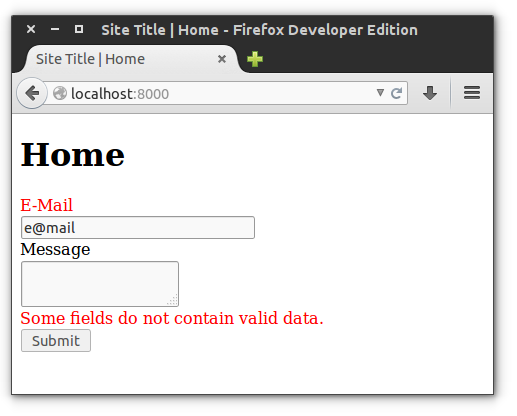 Site Title | Home - Firefox Developer Edition
Site Title | Home
localhost:8000
Home
E-Mail
e@mail
Message
Some fields do not contain valid data.
Submit